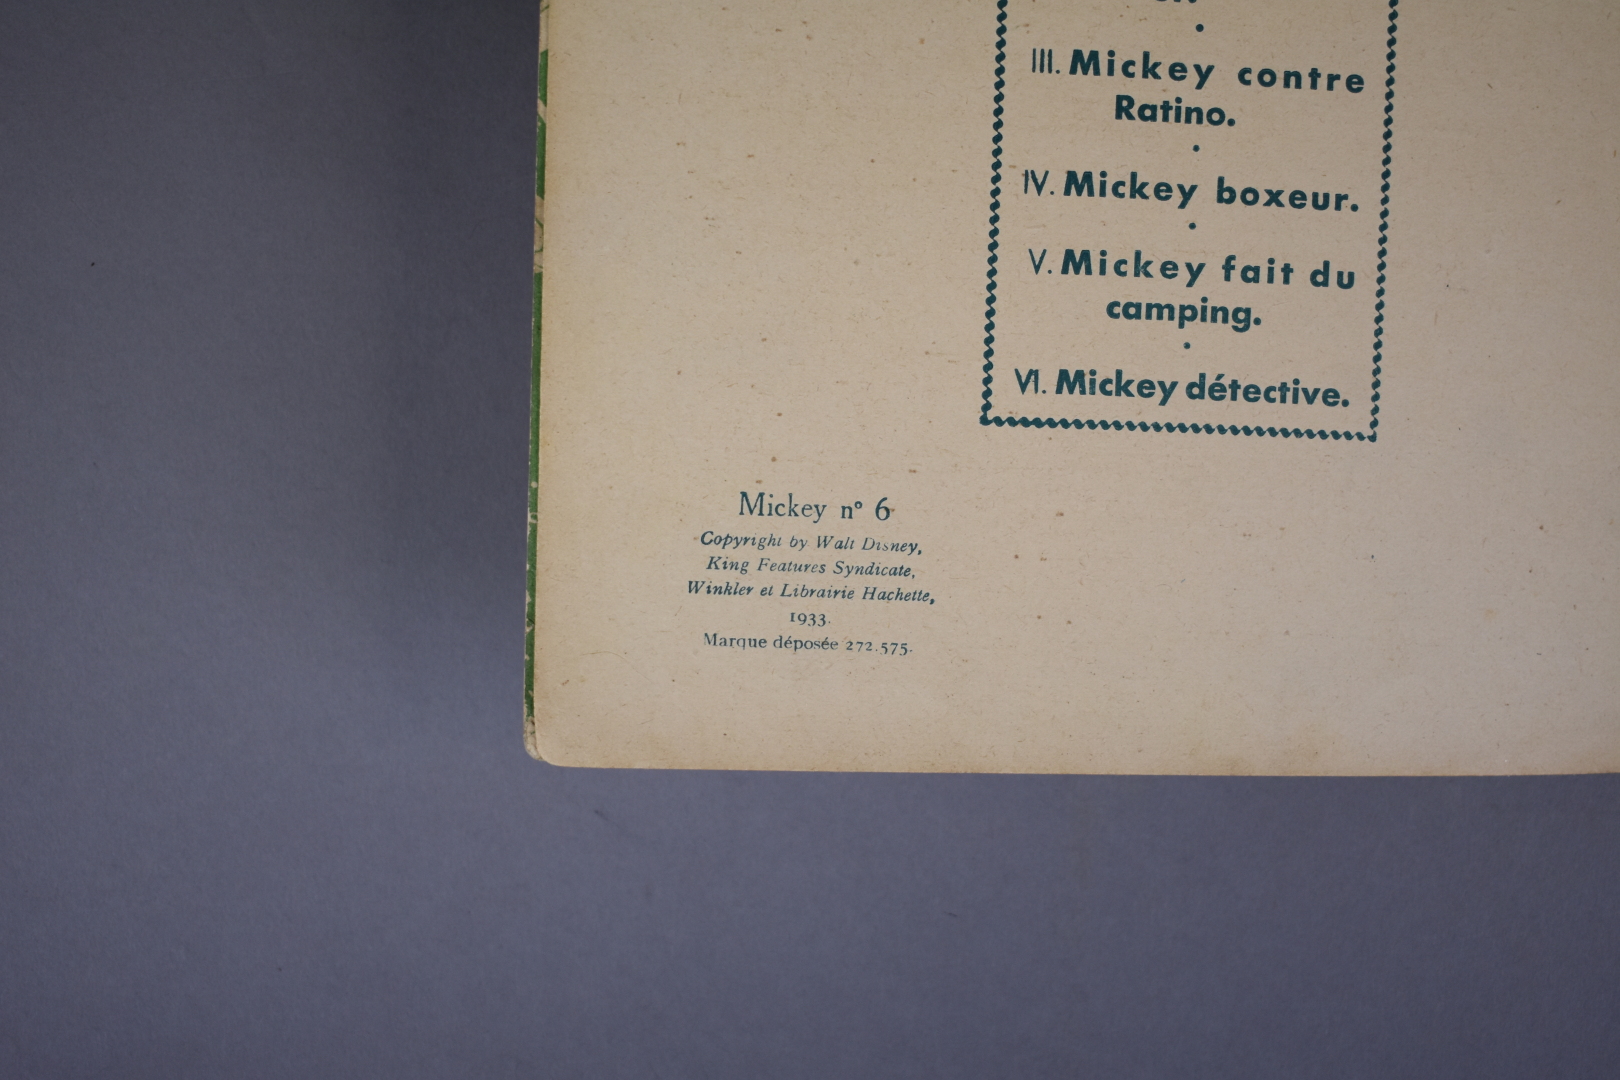 III. Mickey contre
Ratino.
IV. Mickey boxeur.
V. Mickey fait du
camping.
VI. Mickey détective.
Mickey nº 6
Copyright by Walt Disney,
King Features Syndicate,
Winkler et Librairie Hachette,
1933.
Marque déposée 272.575.